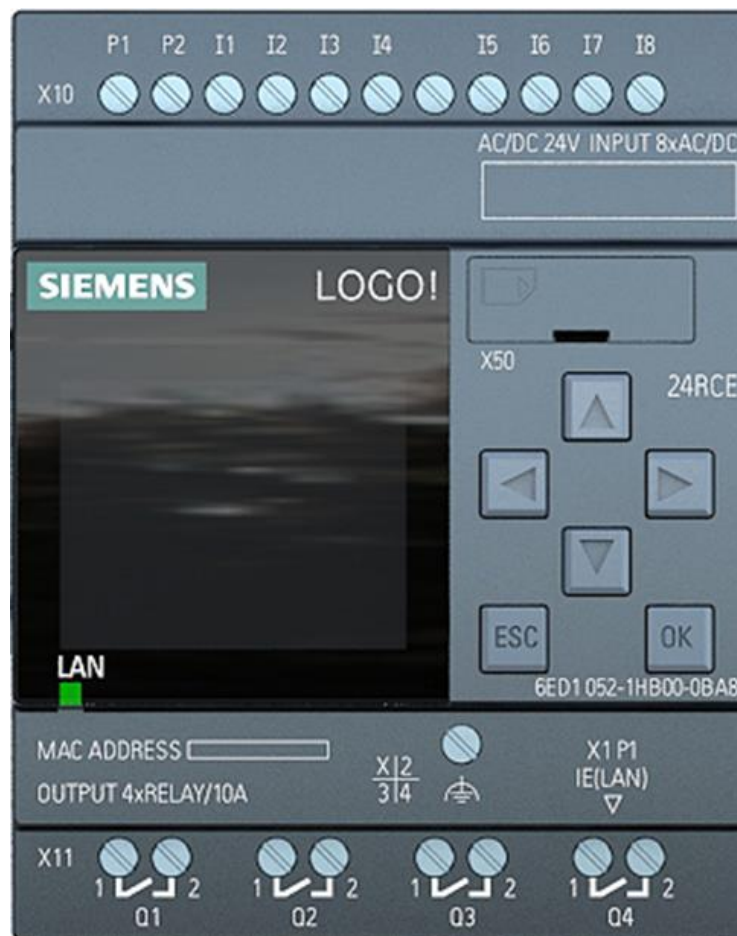 P1 P2 I1 I2 I3 I4 I5 I6 I7 I8
X10
AC/DC 24V INPUT 8xAC/DC
SIEMENS LOGO!
X50
24RCE
ESC OK
LAN
6ED1 052-1HB00-0BA8
MAC ADDRESS
X 2
3 4
X1 P1
IE(LAN)
OUTPUT 4xRELAY/10A
X11
1 2 1 2 1 2 1 2
Q1 Q2 Q3 Q4